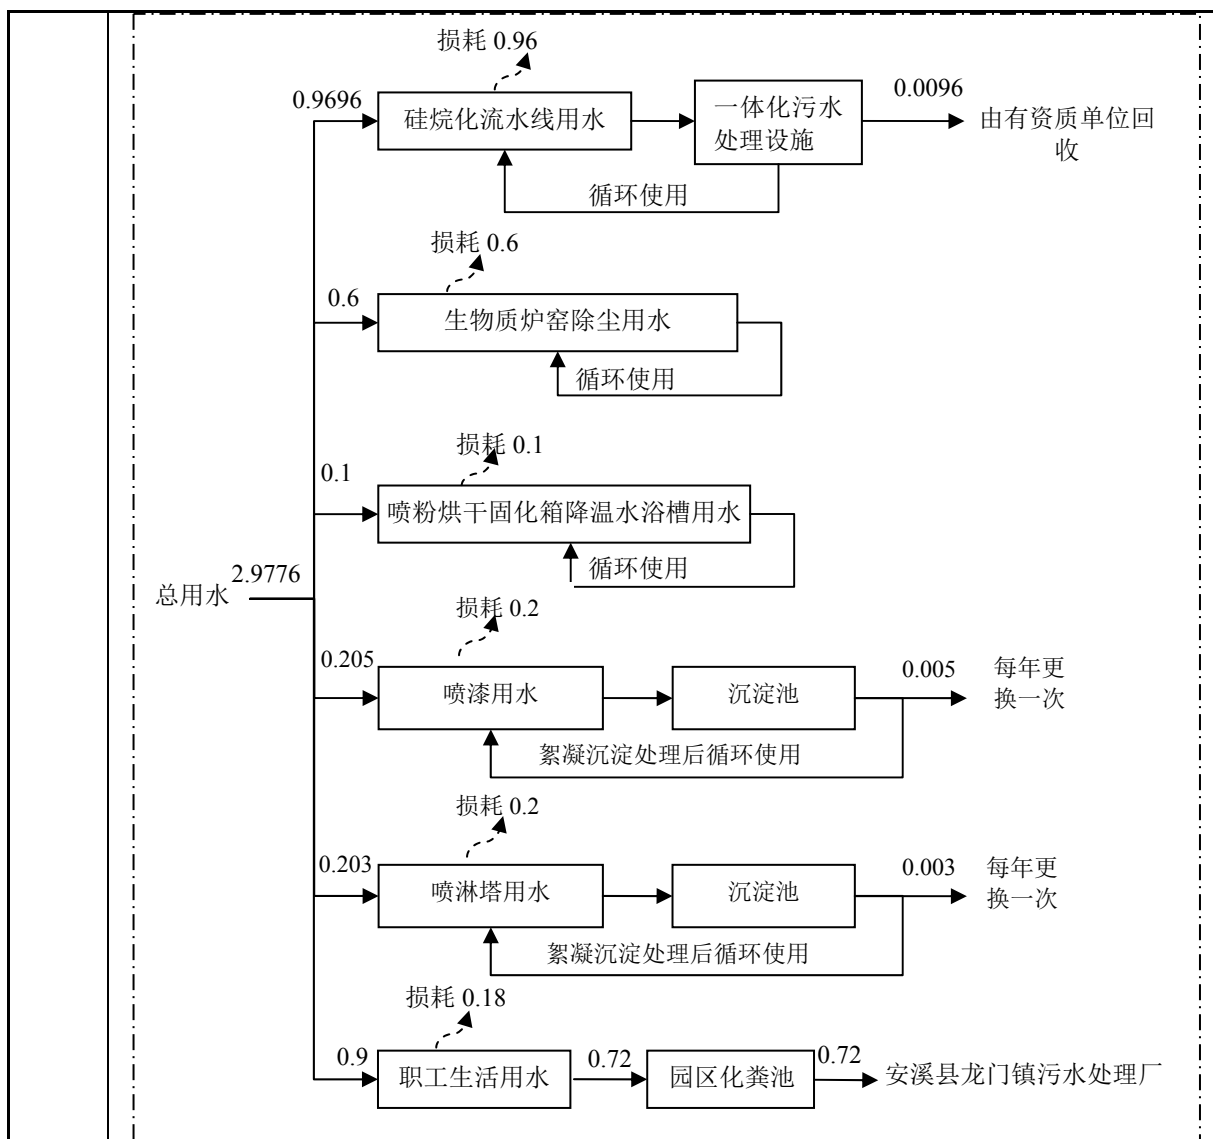 损耗 0.96
0.9696
硅烷化流水线用水
一体化污水
处理设施
0.0096
由有资质单位回
收
循环使用
损耗 0.6
0.6
生物质炉窑除尘用水
循环使用
损耗 0.1
0.1
喷粉烘干固化箱降温水浴槽用水
循环使用
总用水
2.9776
损耗 0.2
0.205
喷漆用水
沉淀池
0.005
每年更
换一次
絮凝沉淀处理后循环使用
损耗 0.2
0.203
喷淋塔用水
沉淀池
0.003
每年更
换一次
絮凝沉淀处理后循环使用
损耗 0.18
0.9
职工生活用水
0.72
园区化粪池
0.72
安溪县龙门镇污水处理厂